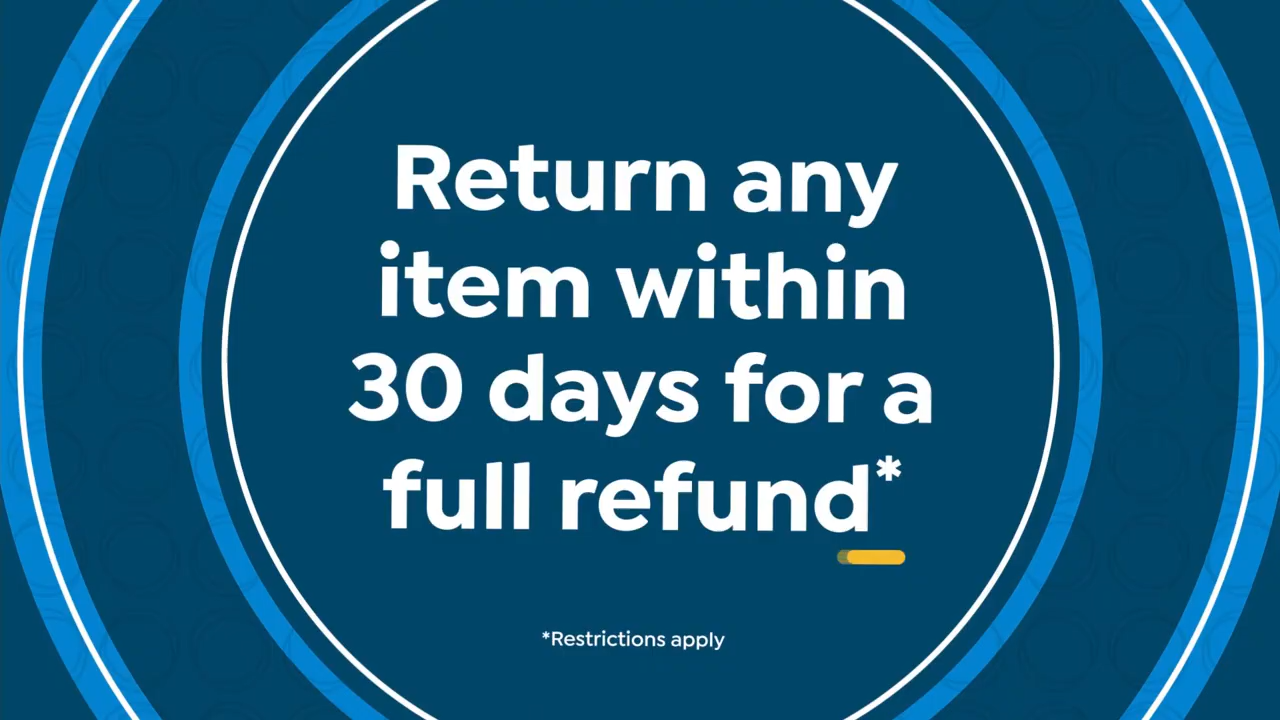 Return any
item within
30 days for a
full refund*
*Restrictions apply